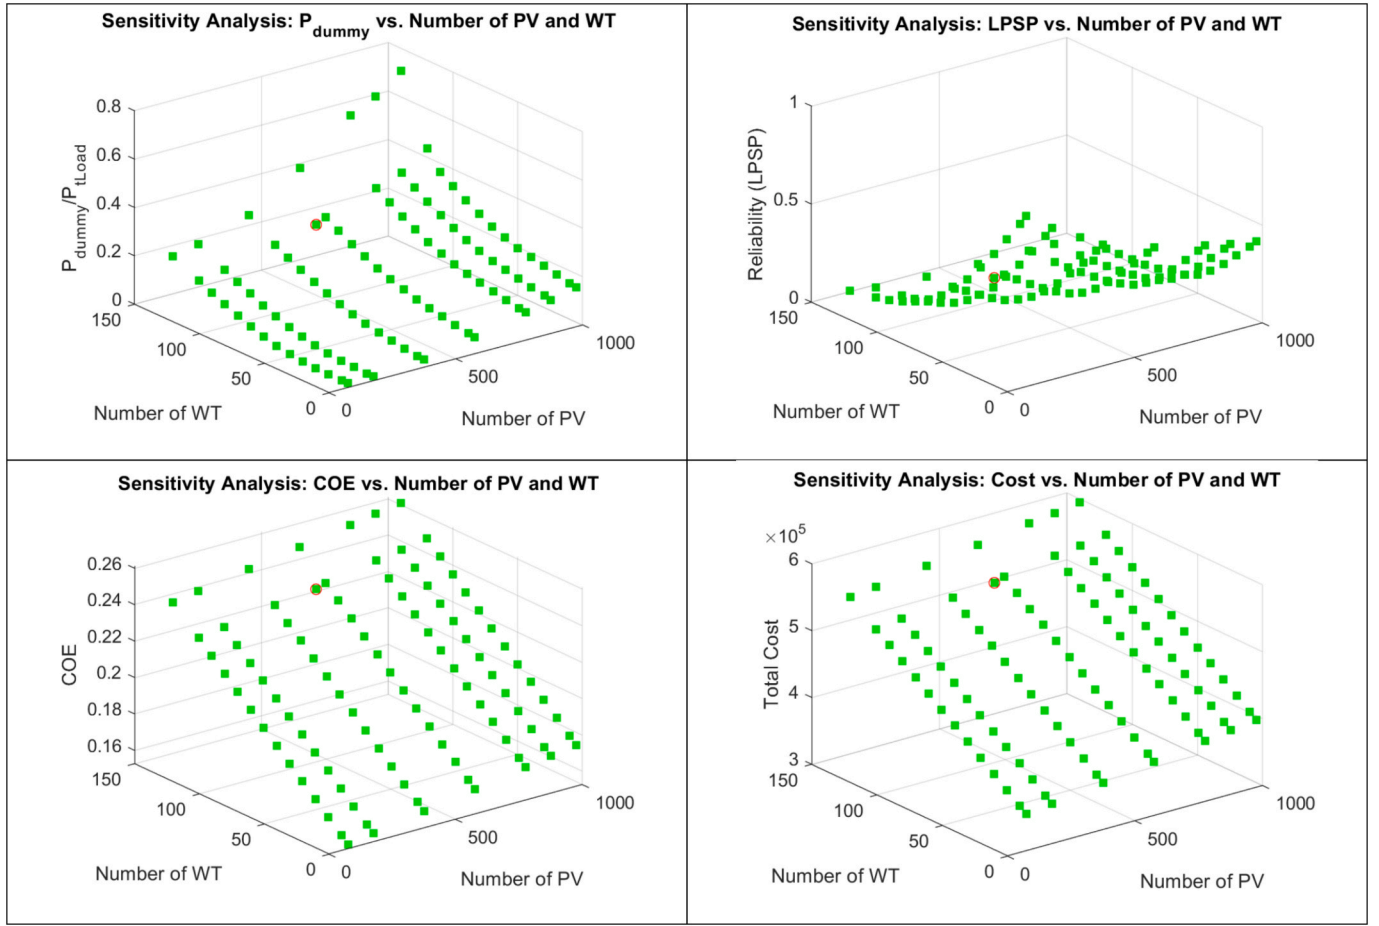 Sensitivity Analysis: P_dummy vs. Number of PV and WT
P_dummy/P_tLoad
0.8
0.6
0.4
0.2
0
150
100
50
0
0
500
1000
Number of WT
Number of PV
Sensitivity Analysis: LPSP vs. Number of PV and WT
Reliability (LPSP)
1
0.5
0
150
100
50
0
0
500
1000
Number of WT
Number of PV
Sensitivity Analysis: COE vs. Number of PV and WT
COE
0.26
0.24
0.22
0.2
0.18
0.16
150
100
50
0
0
500
1000
Number of WT
Number of PV
Sensitivity Analysis: Cost vs. Number of PV and WT
×10^5
Total Cost
6
5
4
3
150
100
50
0
0
500
1000
Number of WT
Number of PV